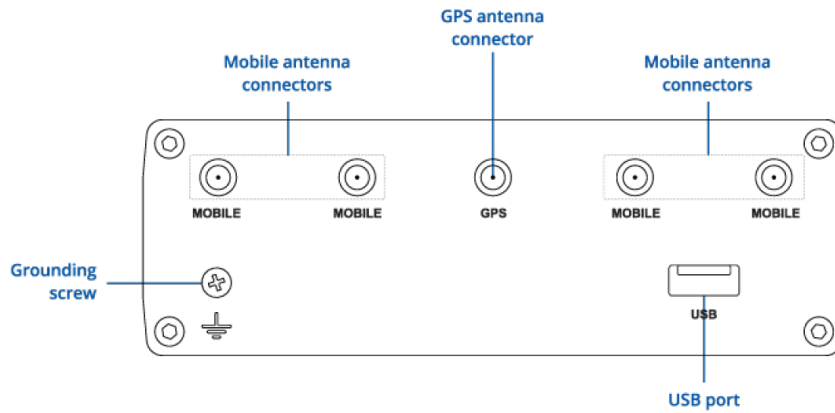 GPS antenna
connector
Mobile antenna
connectors
Mobile antenna
connectors
MOBILE
MOBILE
GPS
MOBILE
MOBILE
Grounding
screw
USB
USB port